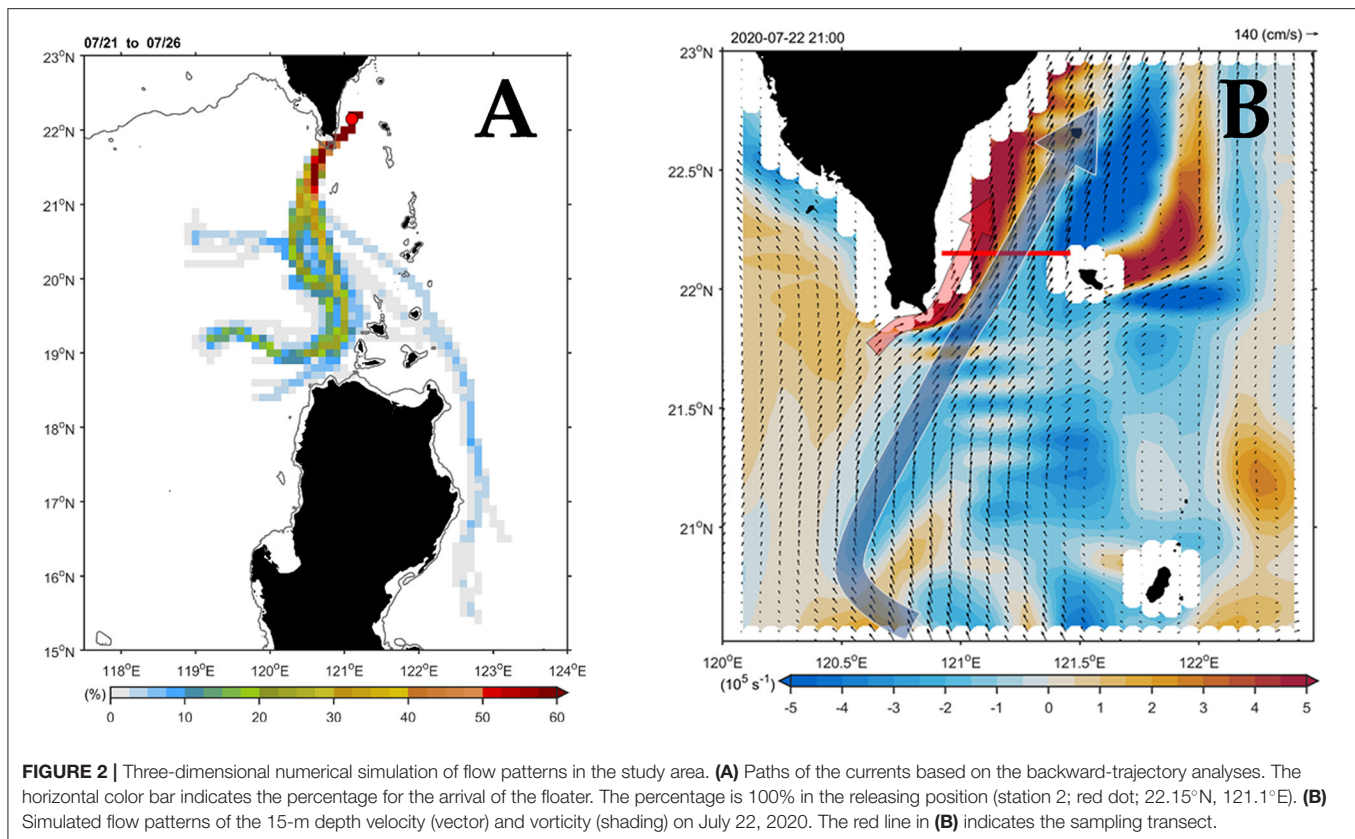 07/21 to 07/26
A
23°N
22°N
21°N
20°N
19°N
18°N
17°N
16°N
15°N
118°E 119°E 120°E 121°E 122°E 123°E 124°E
(%)
0 10 20 30 40 50 60
2020-07-22 21:00
140 (cm/s)
B
23°N
22.5°N
22°N
21.5°N
21°N
120°E 120.5°E 121°E 121.5°E 122°E
(10⁵ s⁻¹)
-5 -4 -3 -2 -1 0 1 2 3 4 5
FIGURE 2 | Three-dimensional numerical simulation of flow patterns in the study area. (A) Paths of the currents based on the backward-trajectory analyses. The
horizontal color bar indicates the percentage for the arrival of the floater. The percentage is 100% in the releasing position (station 2; red dot; 22.15°N, 121.1°E). (B)
Simulated flow patterns of the 15-m depth velocity (vector) and vorticity (shading) on July 22, 2020. The red line in (B) indicates the sampling transect.